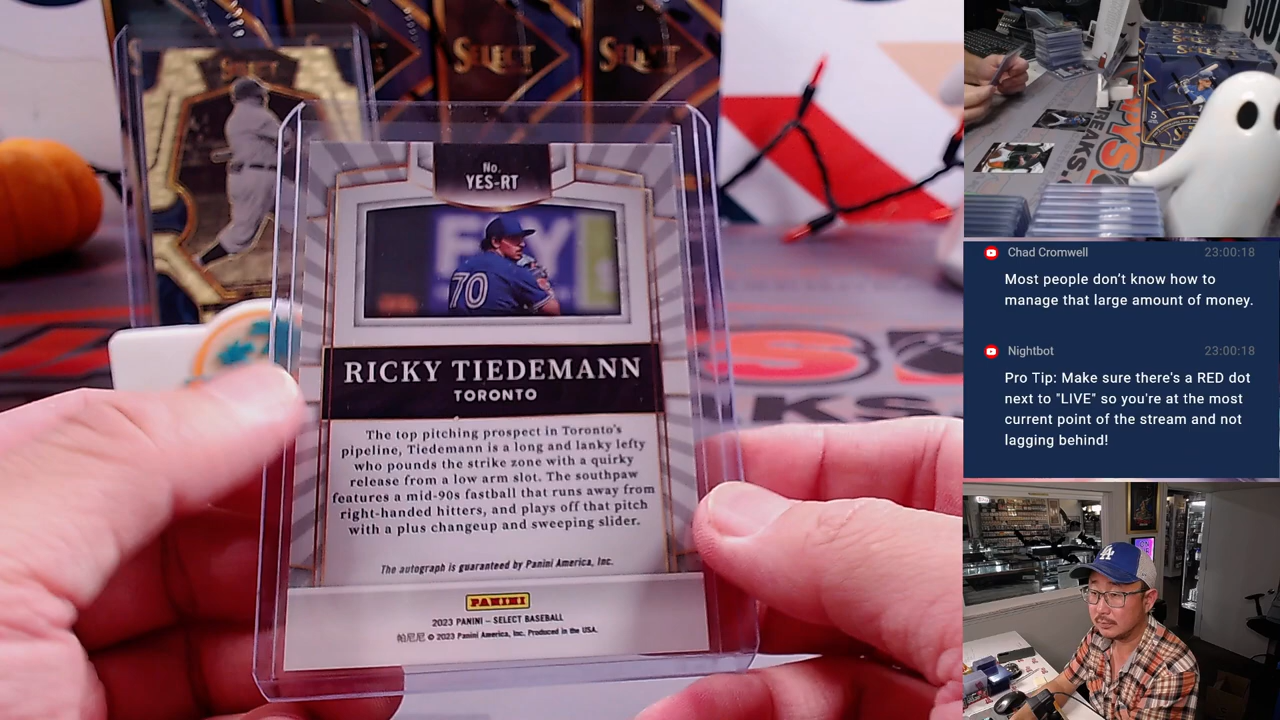 SELECT
SELECT
SELECT
No.
YES-RT
70
RICKY TIEDEMANN
TORONTO
The top pitching prospect in Toronto's
pipeline, Tiedemann is a long and lanky lefty
who pounds the strike zone with a quirky
release from a low arm slot. The southpaw
features a mid-90s fastball that runs away from
right-handed hitters, and plays off that pitch
with a plus changeup and sweeping slider.
The autograph is guaranteed by Panini America, Inc.
PANINI
2023 PANINI – SELECT BASEBALL
帕尼尼 © 2023 Panini America, Inc. Produced in the USA.
Chad Cromwell 23:00:18
Most people don't know how to
manage that large amount of money.
Nightbot 23:00:18
Pro Tip: Make sure there's a RED dot
next to "LIVE" so you're at the most
current point of the stream and not
lagging behind!
LA